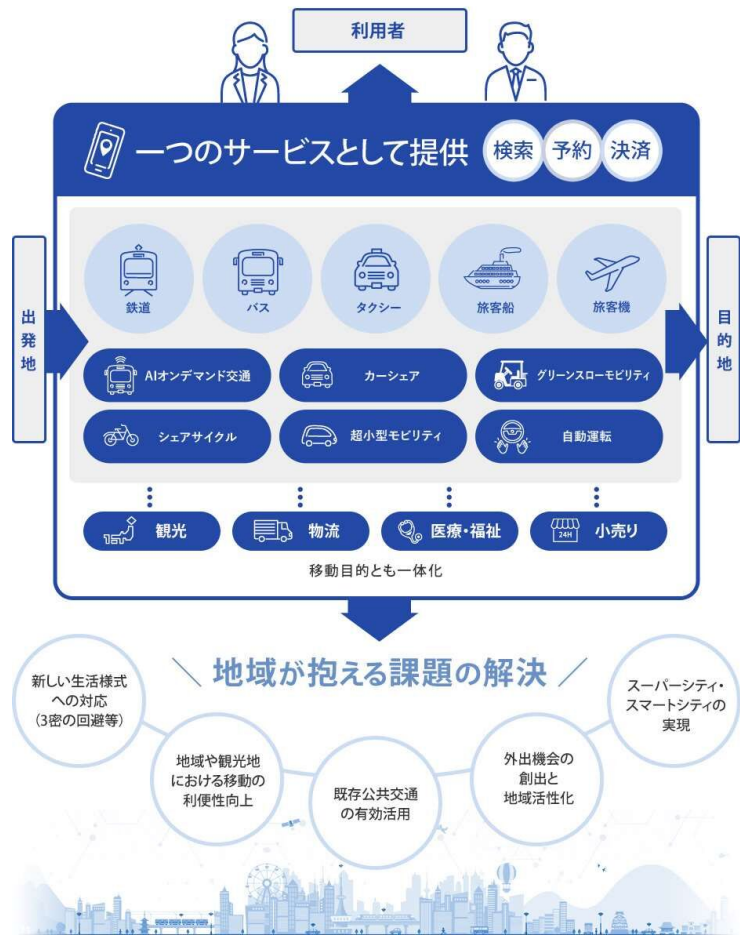 利用者
一つのサービスとして提供
検索
予約
決済
出発地
目的地
鉄道
バス
タクシー
旅客船
旅客機
AIオンデマンド交通
カーシェア
グリーンスローモビリティ
シェアサイクル
超小型モビリティ
自動運転
観光
物流
医療・福祉
24H
小売り
移動目的とも一体化
地域が抱える課題の解決
新しい生活様式
への対応
(3密の回避等)
地域や観光地
における移動の
利便性向上
既存公共交通
の有効活用
外出機会の
創出と
地域活性化
スーパーシティ・
スマートシティの
実現